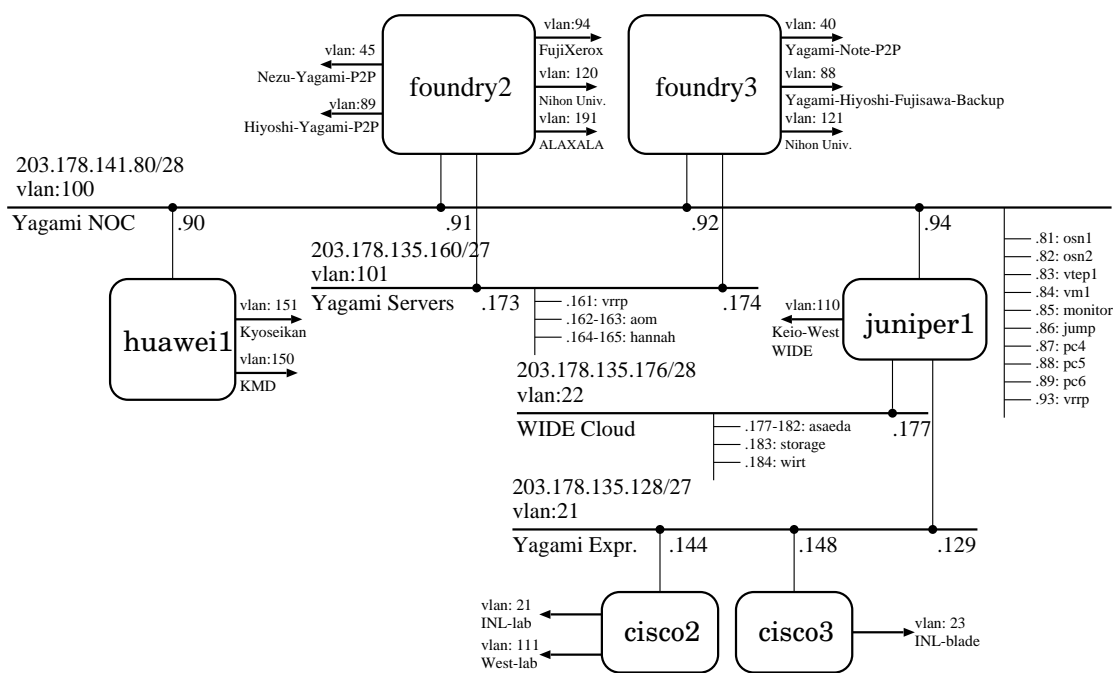 vlan:94
FujiXerox
vlan: 45
Nezu-Yagami-P2P
foundry2
vlan: 120
Nihon Univ.
vlan:89
Hiyoshi-Yagami-P2P
vlan: 191
ALAXALA
vlan: 40
Yagami-Note-P2P
foundry3
vlan: 88
Yagami-Hiyoshi-Fujisawa-Backup
vlan: 121
Nihon Univ.
203.178.141.80/28
vlan:100
Yagami NOC
.90
.91
.92
.94
203.178.135.160/27
vlan:101
Yagami Servers
.173
.174
.161: vrrp
.162-163: aom
.164-165: hannah
.81: osn1
.82: osn2
.83: vtep1
.84: vm1
.85: monitor
.86: jump
.87: pc4
.88: pc5
.89: pc6
.93: vrrp
huawei1
vlan: 151
Kyoseikan
vlan:150
KMD
vlan:110
Keio-West
WIDE
juniper1
203.178.135.176/28
vlan:22
WIDE Cloud
.177
.177-182: asaeda
.183: storage
.184: wirt
203.178.135.128/27
vlan:21
Yagami Expr.
.144
.148
.129
vlan: 21
INL-lab
vlan: 111
West-lab
cisco2
cisco3
vlan: 23
INL-blade